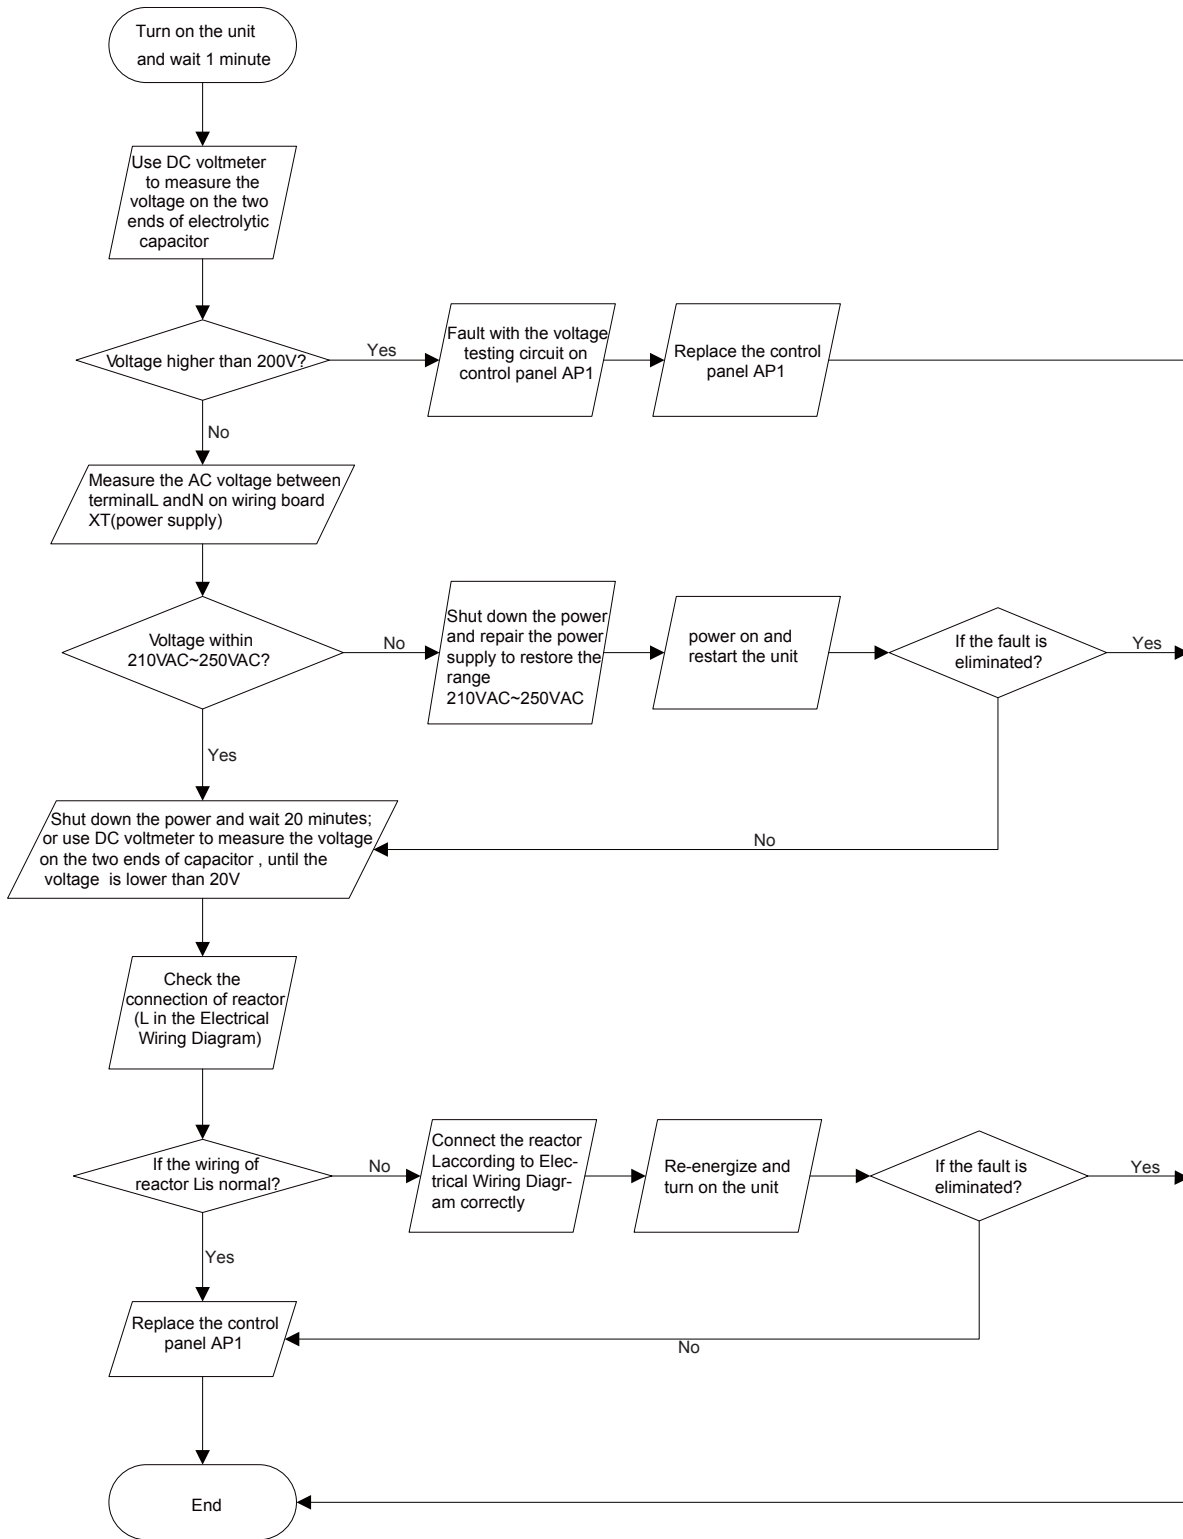 Turn on the unit
and wait 1 minute
Use DC voltmeter
to measure the
voltage on the two
ends of electrolytic
capacitor
Voltage higher than 200V?
Yes
Fault with the voltage
testing circuit on
control panel AP1
Replace the control
panel AP1
No
Measure the AC voltage between
terminalL andN on wiring board
XT(power supply)
Voltage within
210VAC~250VAC?
No
Shut down the power
and repair the power
supply to restore the
range
210VAC~250VAC
power on and
restart the unit
If the fault is
eliminated?
Yes
Yes
No
Shut down the power and wait 20 minutes;
or use DC voltmeter to measure the voltage
on the two ends of capacitor , until the
voltage is lower than 20V
Check the
connection of reactor
(L in the Electrical
Wiring Diagram)
If the wiring of
reactor Lis normal?
No
Connect the reactor
Laccording to Elec-
trical Wiring Diagr-
am correctly
Re-energize and
turn on the unit
If the fault is
eliminated?
Yes
Yes
No
Replace the control
panel AP1
End